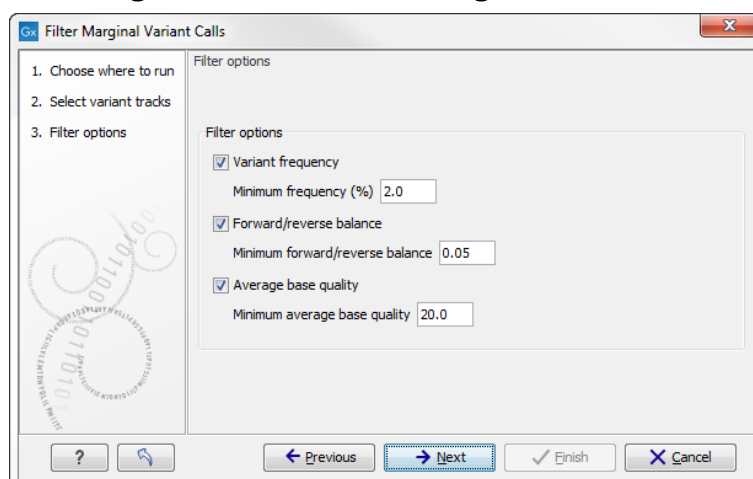 Gx Filter Marginal Variant Calls
X
1. Choose where to run
2. Select variant tracks
3. Filter options
Filter options
Filter options
Variant frequency
Minimum frequency (%) 2.0
Forward/reverse balance
Minimum forward/reverse balance 0.05
Average base quality
Minimum average base quality 20.0
? Previous Next Finish Cancel